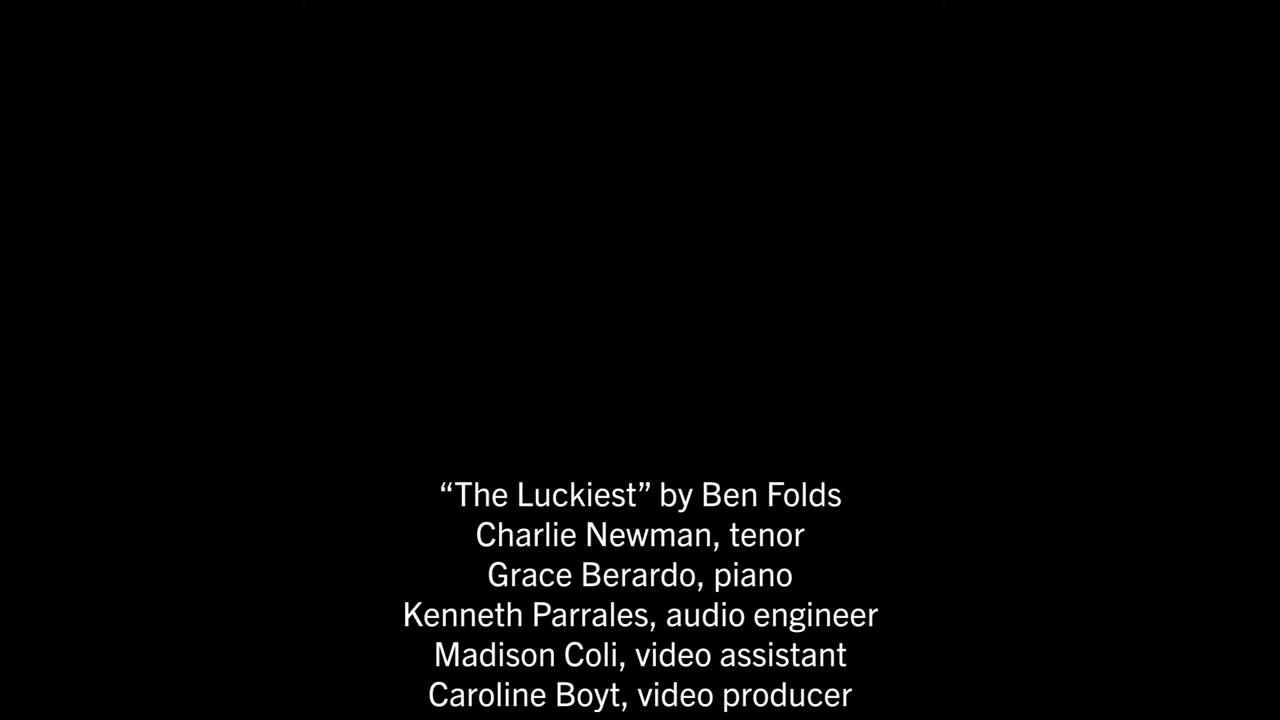 “The Luckiest” by Ben Folds
Charlie Newman, tenor
Grace Berardo, piano
Kenneth Parrales, audio engineer
Madison Coli, video assistant
Caroline Boyt, video producer